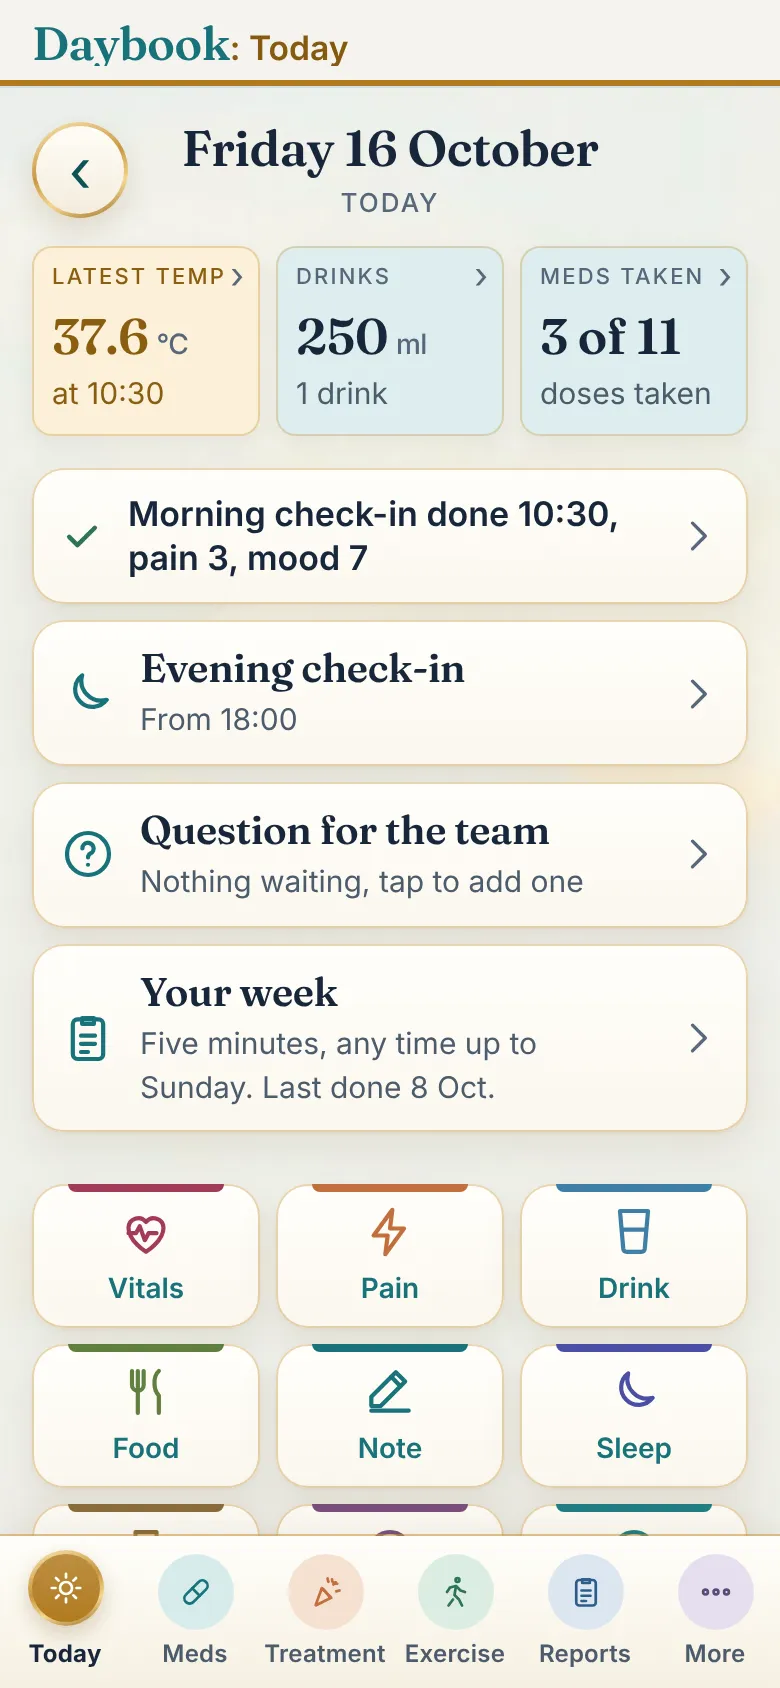 Daybook: Today
Friday 16 October
TODAY
LATEST TEMP
37.6 °C
at 10:30
DRINKS
250 ml
1 drink
MEDS TAKEN
3 of 11
doses taken
Morning check-in done 10:30,
pain 3, mood 7
Evening check-in
From 18:00
Question for the team
Nothing waiting, tap to add one
Your week
Five minutes, any time up to
Sunday. Last done 8 Oct.
Vitals
Pain
Drink
Food
Note
Sleep
Today
Meds
Treatment
Exercise
Reports
More